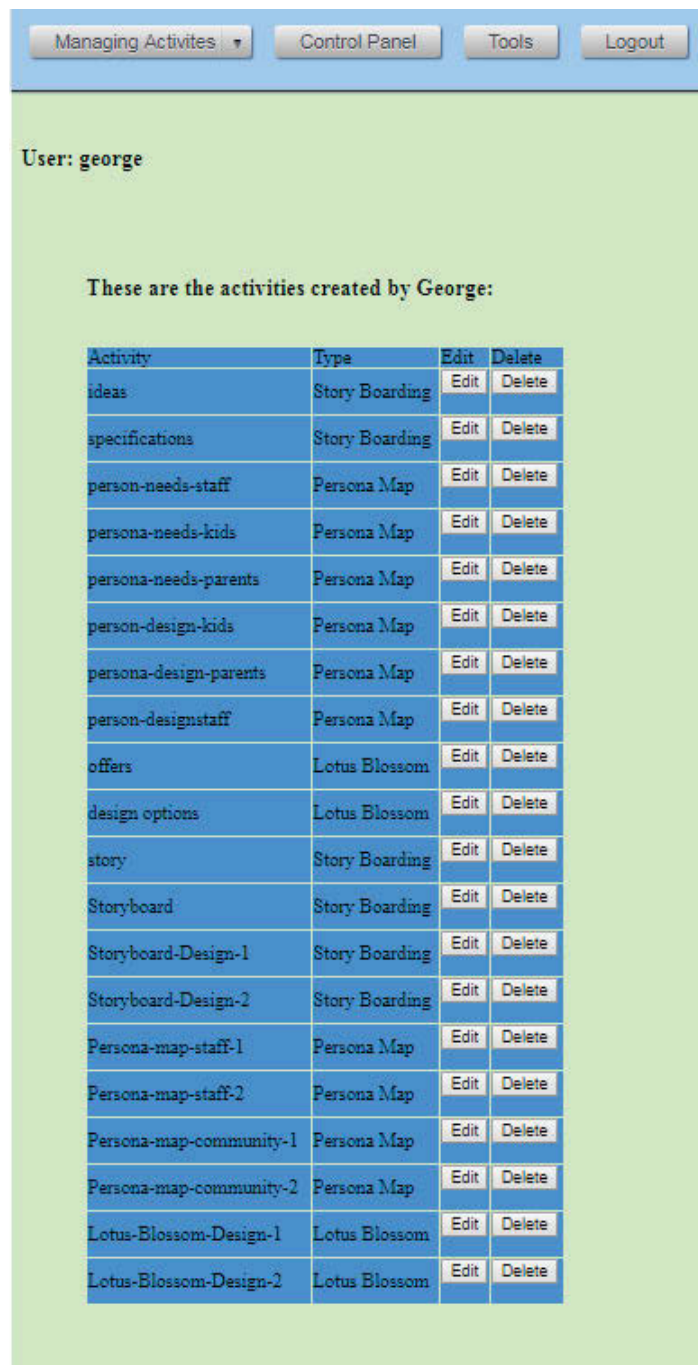 Managing Activites ▼ Control Panel Tools Logout
User: george
These are the activities created by George:
Activity Type Edit Delete
ideas Story Boarding Edit Delete
specifications Story Boarding Edit Delete
person-needs-staff Persona Map Edit Delete
persona-needs-kids Persona Map Edit Delete
persona-needs-parents Persona Map Edit Delete
person-design-kids Persona Map Edit Delete
persona-design-parents Persona Map Edit Delete
person-designstaff Persona Map Edit Delete
offers Lotus Blossom Edit Delete
design options Lotus Blossom Edit Delete
story Story Boarding Edit Delete
Storyboard Story Boarding Edit Delete
Storyboard-Design-1 Story Boarding Edit Delete
Storyboard-Design-2 Story Boarding Edit Delete
Persona-map-staff-1 Persona Map Edit Delete
Persona-map-staff-2 Persona Map Edit Delete
Persona-map-community-1 Persona Map Edit Delete
Persona-map-community-2 Persona Map Edit Delete
Lotus-Blossom-Design-1 Lotus Blossom Edit Delete
Lotus-Blossom-Design-2 Lotus Blossom Edit Delete